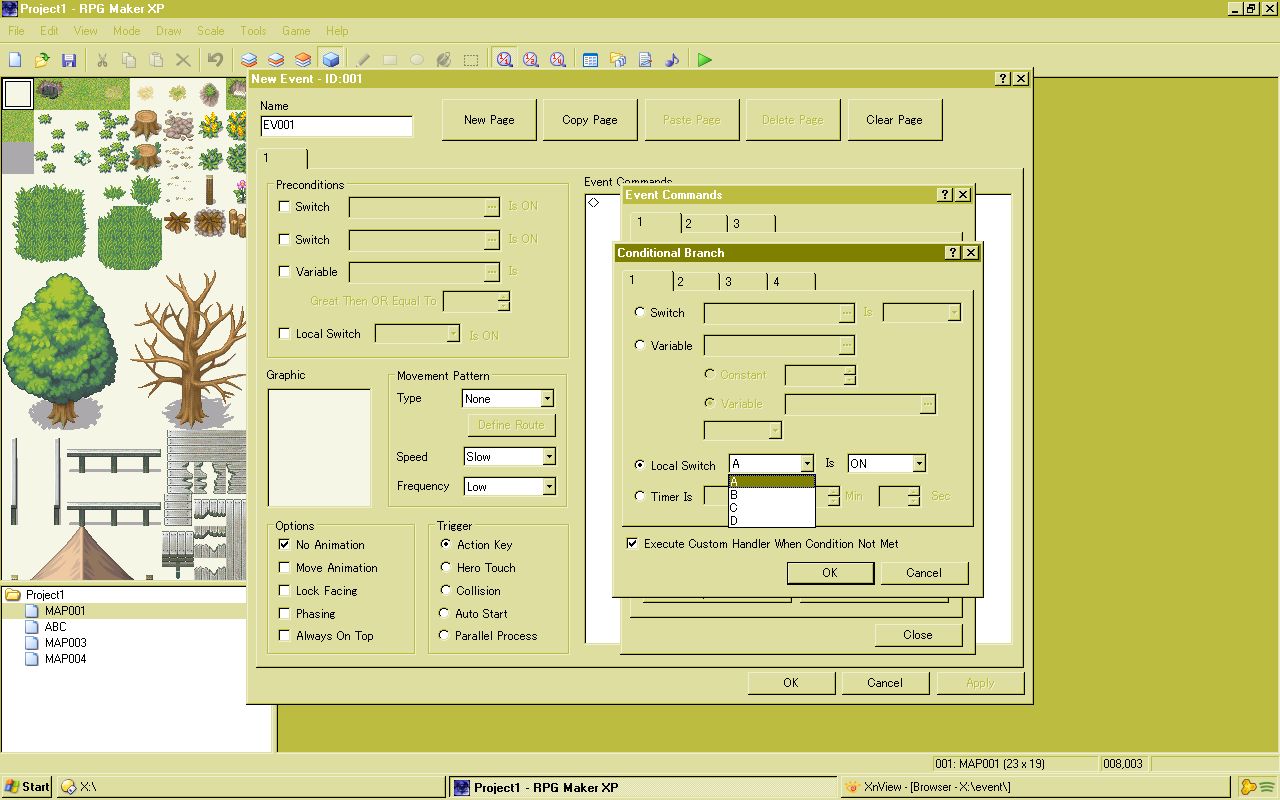 Project1 - RPG Maker XP
File Edit View Mode Draw Scale Tools Game Help
New Event - ID:001
Name
EV001
New Page
Copy Page
Paste Page
Delete Page
Clear Page
1
Preconditions
Switch Is ON
Switch Is ON
Variable Is
Great Then OR Equal To
Local Switch Is ON
Graphic
Movement Pattern
Type None
Define Route
Speed Slow
Frequency Low
Options
No Animation
Move Animation
Lock Facing
Phasing
Always On Top
Trigger
Action Key
Hero Touch
Collision
Auto Start
Parallel Process
Event Commands
Event Commands
1 2 3
Conditional Branch
1 2 3 4
Switch Is
Variable
Constant
Variable
Local Switch A Is ON
A
B
C
D
Timer Is Min Sec
Execute Custom Handler When Condition Not Met
OK Cancel
Close
OK Cancel Apply
Project1
MAP001
ABC
MAP003
MAP004
001: MAP001 (23 x 19) 008,003
Start X:\ Project1 - RPG Maker XP XnView - [Browser - X:\event\]